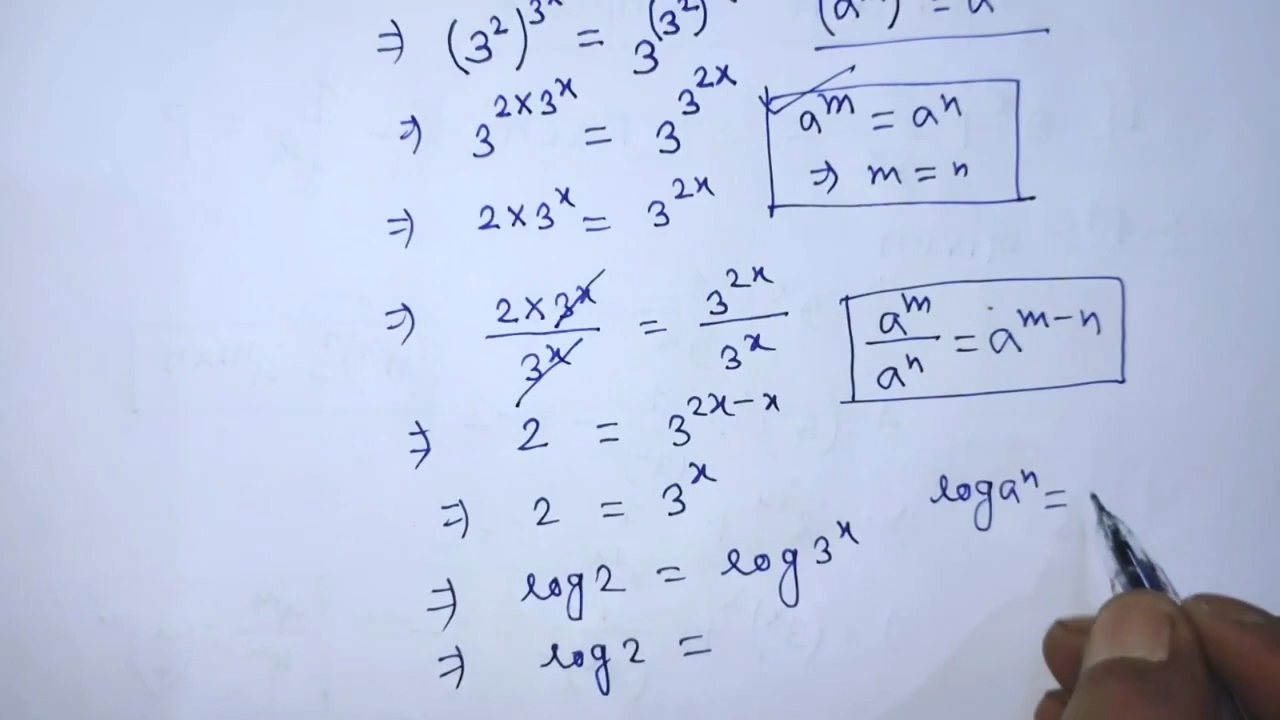 ⇒ (3²)^3^x = 3^(3²) (a ) = a
⇒ 3^(2×3^x) = 3^3^(2x)
a^m = a^n
⇒ m = n
⇒ 2×3^x = 3^(2x)
⇒ 2×3^x / 3^x = 3^(2x) / 3^x
a^m / a^n = a^(m-n)
⇒ 2 = 3^(2x-x)
⇒ 2 = 3^x
log a^n =
⇒ log 2 = log 3^x
⇒ log 2 =